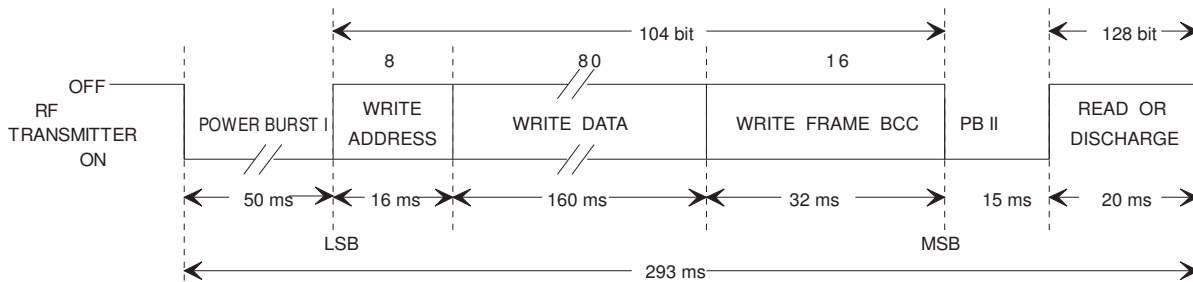 104 bit
128 bit
8
80
16
OFF
RF
TRANSMITTER
ON
POWER BURST I
WRITE
ADDRESS
WRITE DATA
WRITE FRAME BCC
PB II
READ OR
DISCHARGE
50 ms
16 ms
160 ms
32 ms
15 ms
20 ms
LSB
MSB
293 ms